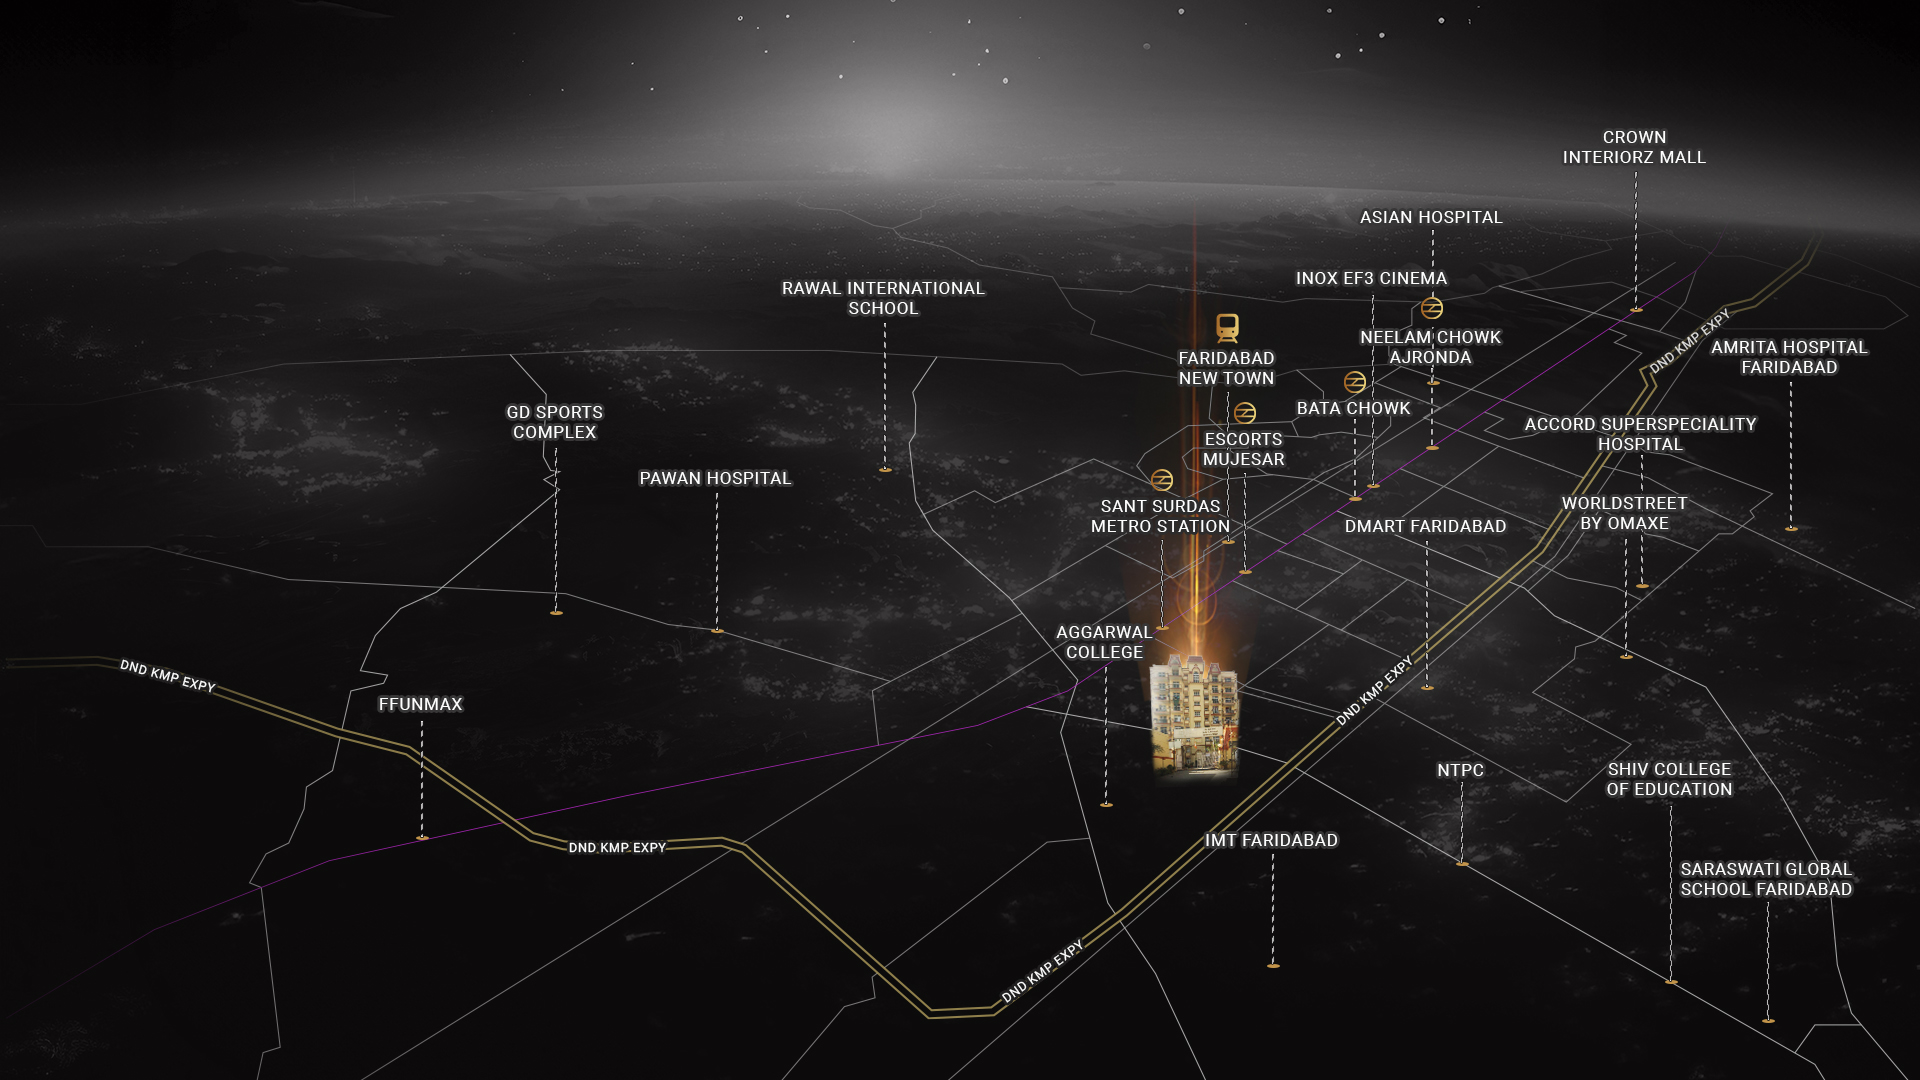 CROWN
INTERIORZ MALL
ASIAN HOSPITAL
INOX EF3 CINEMA
RAWAL INTERNATIONAL
SCHOOL
NEELAM CHOWK
AJRONDA
DND KMP EXPY
AMRITA HOSPITAL
FARIDABAD
FARIDABAD
NEW TOWN
BATA CHOWK
GD SPORTS
COMPLEX
ACCORD SUPERSPECIALITY
HOSPITAL
ESCORTS
MUJESAR
PAWAN HOSPITAL
SANT SURDAS
METRO STATION
DMART FARIDABAD
WORLDSTREET
BY OMAXE
AGGARWAL
COLLEGE
DND KMP EXPY
DND KMP EXPY
FFUNMAX
NTPC
SHIV COLLEGE
OF EDUCATION
DND KMP EXPY
IMT FARIDABAD
SARASWATI GLOBAL
SCHOOL FARIDABAD
DND KMP EXPY